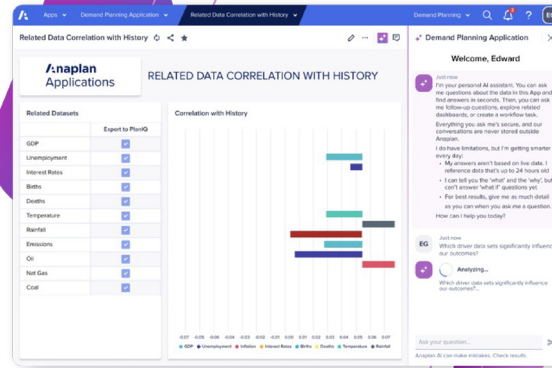 Apps
Demand Planning Application
Related Data Correlation with History
Demand Planning
?
Related Data Correlation with History
Anaplan
Applications
RELATED DATA CORRELATION WITH HISTORY
Related Datasets
Export to PlanIQ
GDP
Unemployment
Interest Rates
Births
Deaths
Temperature
Rainfall
Emissions
Oil
Nat Gas
Coal
Correlation with History
GDP Unemployment Inflation Interest Rates Births Deaths Temperature Rainfall
Demand Planning Application
Welcome, Edward
Just now
I'm your personal AI assistant. You can ask
me questions about the data in this App and
find answers in seconds. Then, you can ask
me follow-up questions, explore related
dashboards, or create a workflow task.
Everything you ask me's secure, and our
conversations are never stored outside
Anaplan.
I do have limitations, but I'm getting smarter
every day:
• My answers aren't based on live data. I
reference data that's up to 24 hours old
• I can tell you the 'what' and the 'why', but
can't answer 'what if' questions yet
• For best results, give me as much detail
as you can when you ask me a question.
How can I help you today?
EG
Just now
Which driver data sets significantly influence
our outcomes?
Analyzing...
Which driver data sets significantly influence
our outcomes?...
Ask your question...
Anaplan AI can make mistakes. Check results.